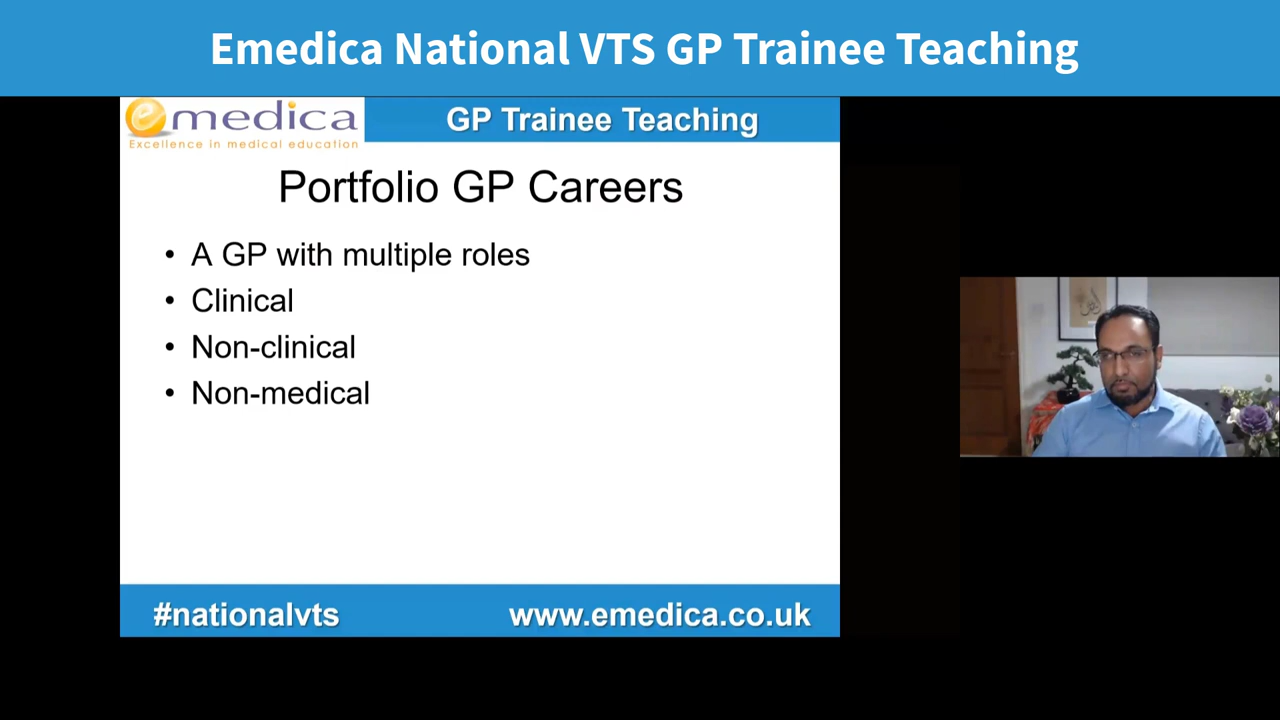 Emedica National VTS GP Trainee Teaching
emedica
Excellence in medical education
GP Trainee Teaching
Portfolio GP Careers
• A GP with multiple roles
• Clinical
• Non-clinical
• Non-medical
#nationalvts
www.emedica.co.uk